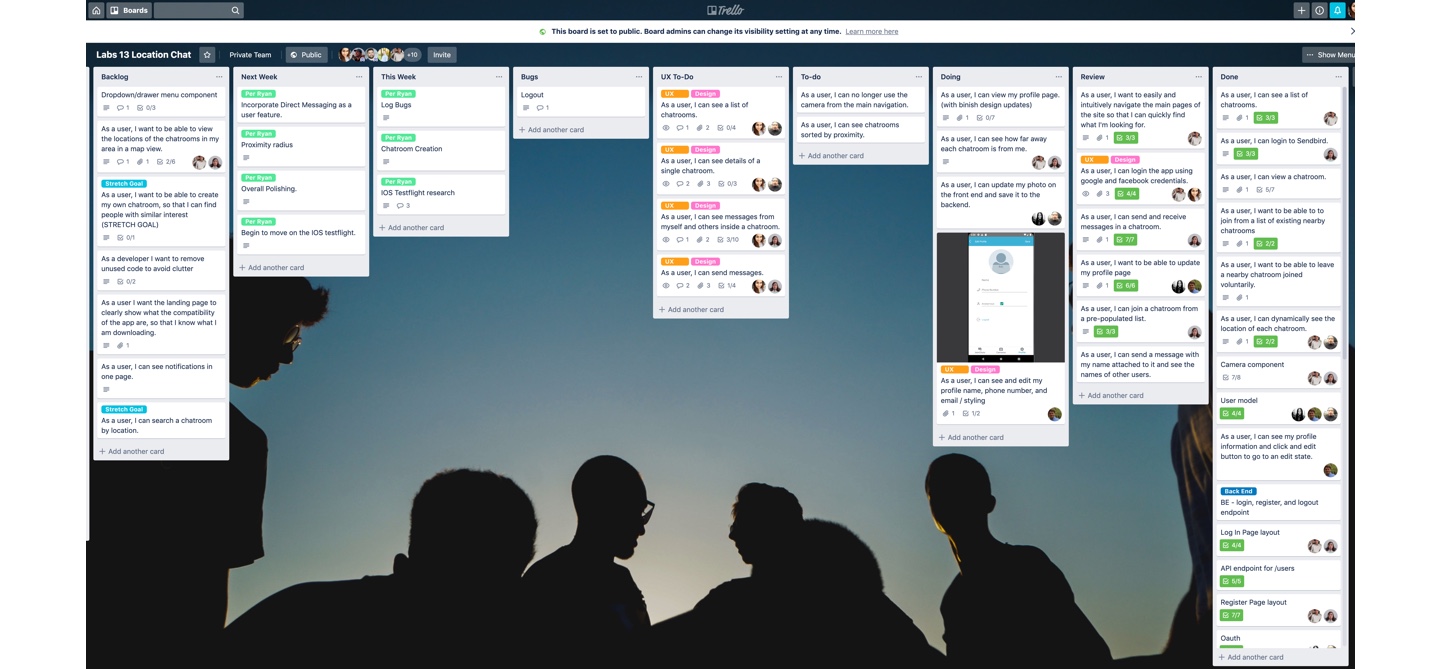 Boards
Trello
This board is set to public. Board admins can change its visibility setting at any time. Learn more here
Labs 13 Location Chat
Private Team
Public
+10
Invite
Show Menu
Backlog
Dropdown/drawer menu component
1 0/3
As a user, I want to be able to view
the locations of the chatrooms in my
area in a map view.
1 1 2/6
Stretch Goal
As a user, I want to be able to create
my own chatroom, so that I can find
people with similar interest
(STRETCH GOAL)
0/1
As a developer I want to remove
unused code to avoid clutter
0/2
As a user I want the landing page to
clearly show what the compatibility
of the app are, so that I know what I
am downloading.
1
As a user, I can see notifications in
one page.
Stretch Goal
As a user, I can search a chatroom
by location.
+ Add another card
Next Week
Per Ryan
Incorporate Direct Messaging as a
user feature.
Per Ryan
Proximity radius
Per Ryan
Overall Polishing.
Per Ryan
Begin to move on the IOS testflight.
+ Add another card
This Week
Per Ryan
Log Bugs
Per Ryan
Chatroom Creation
Per Ryan
IOS Testflight research
3
+ Add another card
Bugs
Logout
1
+ Add another card
UX To-Do
UX Design
As a user, I can see a list of
chatrooms.
1 2 0/4
UX Design
As a user, I can see details of a
single chatroom.
2 3 0/3
UX Design
As a user, I can see messages from
myself and others inside a chatroom.
1 2 3/10
UX Design
As a user, I can send messages.
2 3 1/4
+ Add another card
To-do
As a user, I can no longer use the
camera from the main navigation.
As a user, I can see chatrooms
sorted by proximity.
+ Add another card
Doing
As a user, I can view my profile page.
(with binish design updates)
1 0/7
As a user, I can see how far away
each chatroom is from me.
As a user, I can update my photo on
the front end and save it to the
backend.
UX Design
As a user, I can see and edit my
profile name, phone number, and
email / styling
1 1/2
+ Add another card
Review
As a user, I want to easily and
intuitively navigate the main pages of
the site so that I can quickly find
what I'm looking for.
1 3/3
UX Design
As a user, I can login the app using
google and facebook credentials.
3 4/4
As a user, I can send and receive
messages in a chatroom.
1 7/7
As a user, I want to be able to update
my profile page
1 6/6
As a user, I can join a chatroom from
a pre-populated list.
3/3
As a user, I can send a message with
my name attached to it and see the
names of other users.
+ Add another card
Done
As a user, I can see a list of
chatrooms.
1 3/3
As a user, I can login to Sendbird.
3/3
As a user, I can view a chatroom.
1 5/7
As a user, I want to be able to to
join from a list of existing nearby
chatrooms
1 2/2
As a user, I want to be able to leave
a nearby chatroom joined
voluntarily.
1
As a user, I can dynamically see the
location of each chatroom.
1 2/2
Camera component
7/8
User model
4/4
As a user, I can see my profile
information and click and edit
button to go to an edit state.
Back End
BE - login, register, and logout
endpoint
Log In Page layout
4/4
API endpoint for /users
5/5
Register Page layout
7/7
Oauth
+ Add another card